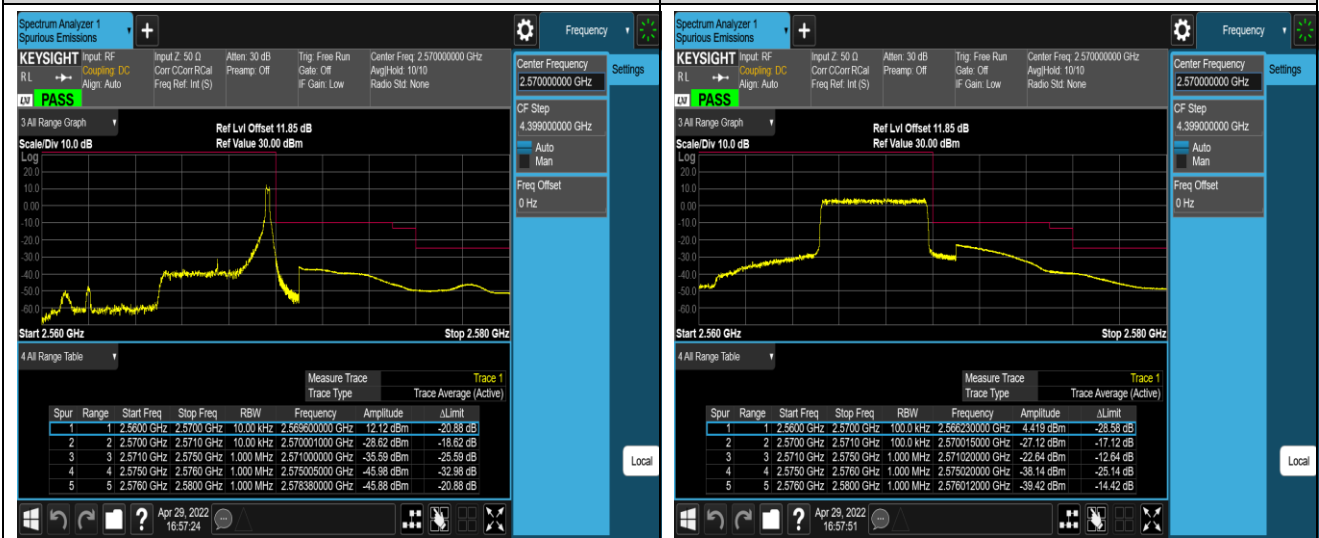 Spectrum Analyzer 1
Spurious Emissions
+
Frequency
KEYSIGHT Input: RF Input Z: 50 Ω Atten: 30 dB Trig: Free Run Center Freq: 2.570000000 GHz
RL Coupling: DC Corr CCorr RCal Preamp: Off Gate: Off Avg|Hold: 10/10
Align: Auto Freq Ref: Int (S) IF Gain: Low Radio Std: None
LXI PASS
Center Frequency
2.570000000 GHz
Settings
CF Step
4.399000000 GHz
Auto
Man
Freq Offset
0 Hz
3 All Range Graph
Ref Lvl Offset 11.85 dB
Scale/Div 10.0 dB Ref Value 30.00 dBm
Log
20.0
10.0
0.00
-10.0
-20.0
-30.0
-40.0
-50.0
-60.0
Start 2.560 GHz Stop 2.580 GHz
4 All Range Table
Measure Trace Trace 1
Trace Type Trace Average (Active)
Spur Range Start Freq Stop Freq RBW Frequency Amplitude ΔLimit
1 1 2.5600 GHz 2.5700 GHz 10.00 kHz 2.569600000 GHz 12.12 dBm -20.88 dB
2 2 2.5700 GHz 2.5710 GHz 10.00 kHz 2.570001000 GHz -28.62 dBm -18.62 dB
3 3 2.5710 GHz 2.5750 GHz 1.000 MHz 2.571000000 GHz -35.59 dBm -25.59 dB
4 4 2.5750 GHz 2.5760 GHz 1.000 MHz 2.575005000 GHz -45.98 dBm -32.98 dB
5 5 2.5760 GHz 2.5800 GHz 1.000 MHz 2.578380000 GHz -45.88 dBm -20.88 dB
Local
?
Apr 29, 2022
16:57:24
Spectrum Analyzer 1
Spurious Emissions
+
Frequency
KEYSIGHT Input: RF Input Z: 50 Ω Atten: 30 dB Trig: Free Run Center Freq: 2.570000000 GHz
RL Coupling: DC Corr CCorr RCal Preamp: Off Gate: Off Avg|Hold: 10/10
Align: Auto Freq Ref: Int (S) IF Gain: Low Radio Std: None
LXI PASS
Center Frequency
2.570000000 GHz
Settings
CF Step
4.399000000 GHz
Auto
Man
Freq Offset
0 Hz
3 All Range Graph
Ref Lvl Offset 11.85 dB
Scale/Div 10.0 dB Ref Value 30.00 dBm
Log
20.0
10.0
0.00
-10.0
-20.0
-30.0
-40.0
-50.0
-60.0
Start 2.560 GHz Stop 2.580 GHz
4 All Range Table
Measure Trace Trace 1
Trace Type Trace Average (Active)
Spur Range Start Freq Stop Freq RBW Frequency Amplitude ΔLimit
1 1 2.5600 GHz 2.5700 GHz 100.0 kHz 2.566230000 GHz 4.419 dBm -28.58 dB
2 2 2.5700 GHz 2.5710 GHz 100.0 kHz 2.570015000 GHz -27.12 dBm -17.12 dB
3 3 2.5710 GHz 2.5750 GHz 1.000 MHz 2.571020000 GHz -22.64 dBm -12.64 dB
4 4 2.5750 GHz 2.5760 GHz 1.000 MHz 2.575020000 GHz -38.14 dBm -25.14 dB
5 5 2.5760 GHz 2.5800 GHz 1.000 MHz 2.576012000 GHz -39.42 dBm -14.42 dB
Local
?
Apr 29, 2022
16:57:51